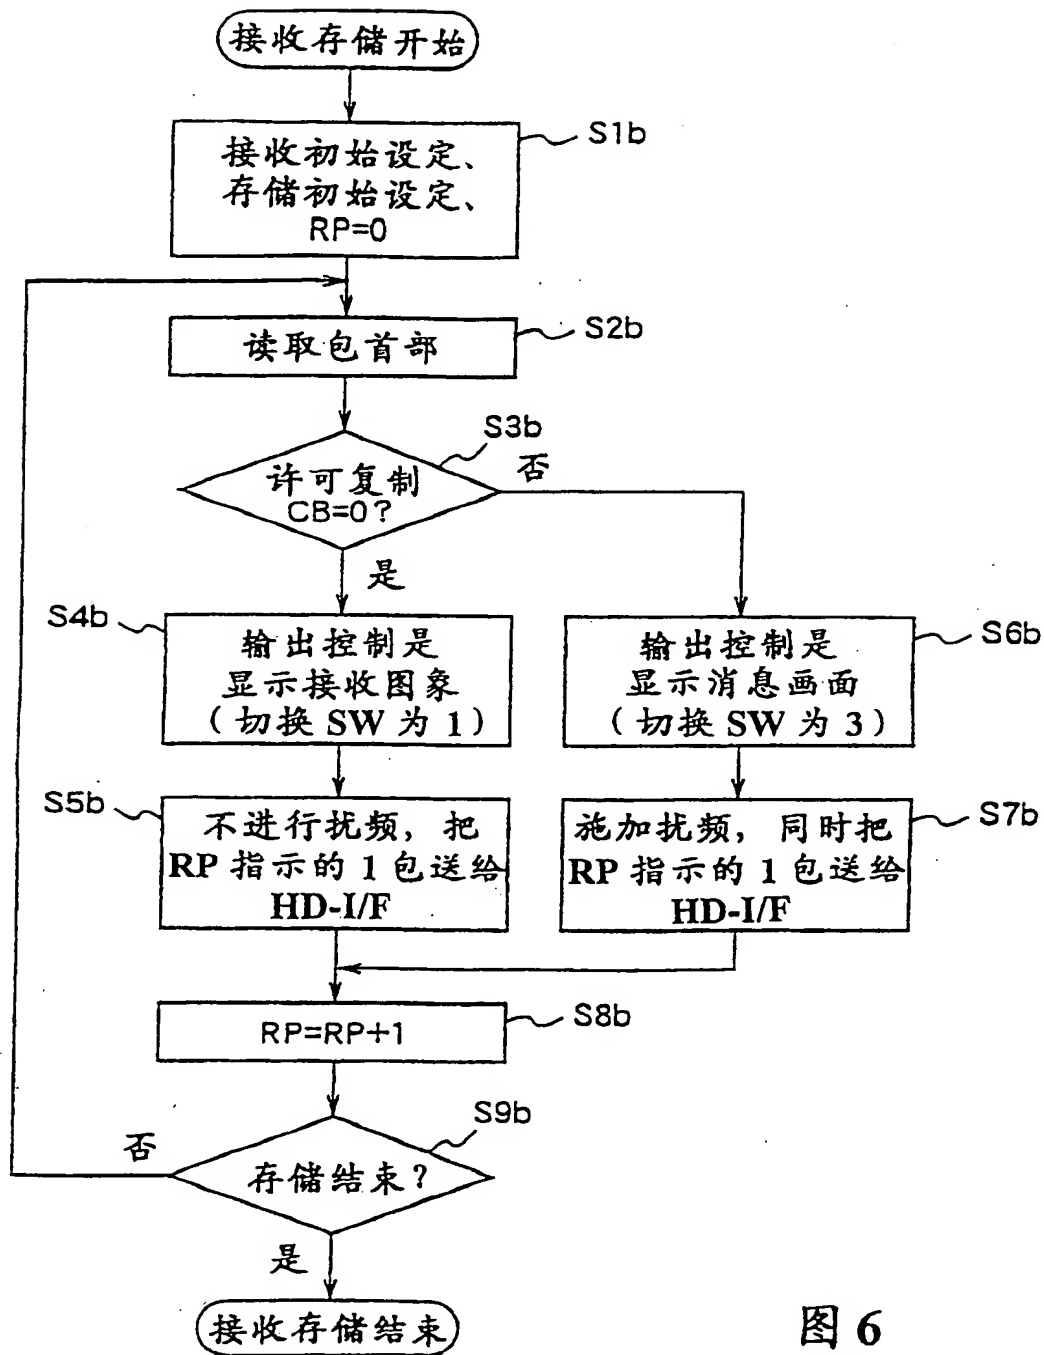 接收存储开始
S1b
接收初始设定、
存储初始设定、
RP=0
S2b
读取包首部
S3b
许可复制
CB=0?
否
是
S4b
输出控制是
显示接收图象
(切换 SW 为 1)
S6b
输出控制是
显示消息画面
(切换 SW 为 3)
S5b
不进行扰频,把
RP 指示的 1 包送给
HD-I/F
S7b
施加扰频,同时把
RP 指示的 1 包送给
HD-I/F
S8b
RP=RP+1
S9b
否
存储结束?
是
接收存储结束
图 6